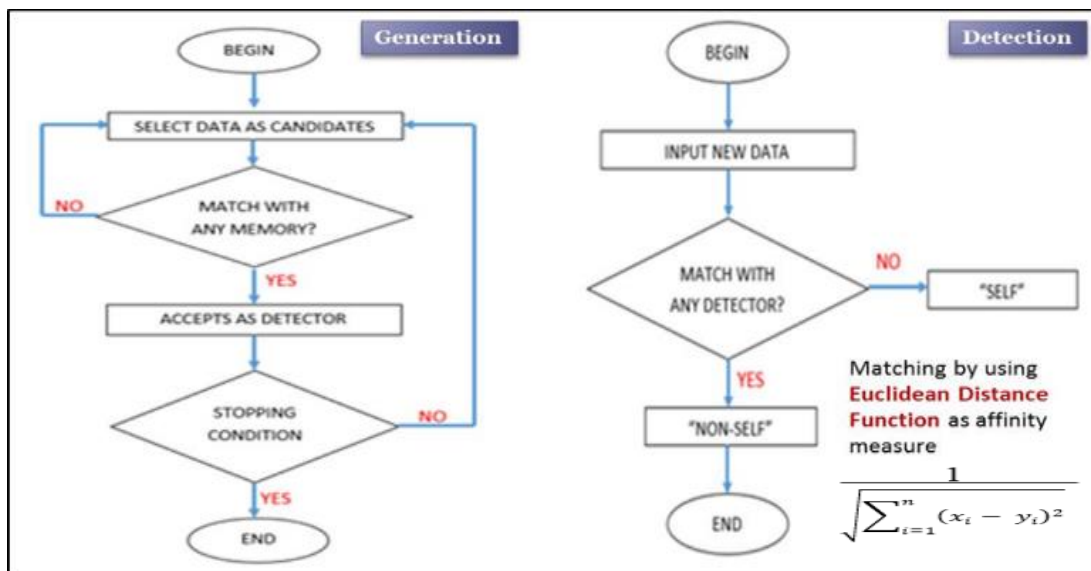 Generation
BEGIN
SELECT DATA AS CANDIDATES
NO
MATCH WITH
ANY MEMORY?
YES
ACCEPTS AS DETECTOR
STOPPING
CONDITION
NO
YES
END
Detection
BEGIN
INPUT NEW DATA
MATCH WITH
ANY DETECTOR?
NO
"SELF"
YES
"NON-SELF"
END
Matching by using
Euclidean Distance
Function as affinity
measure
1
√∑ⁿᵢ₌₁(xᵢ − yᵢ)²